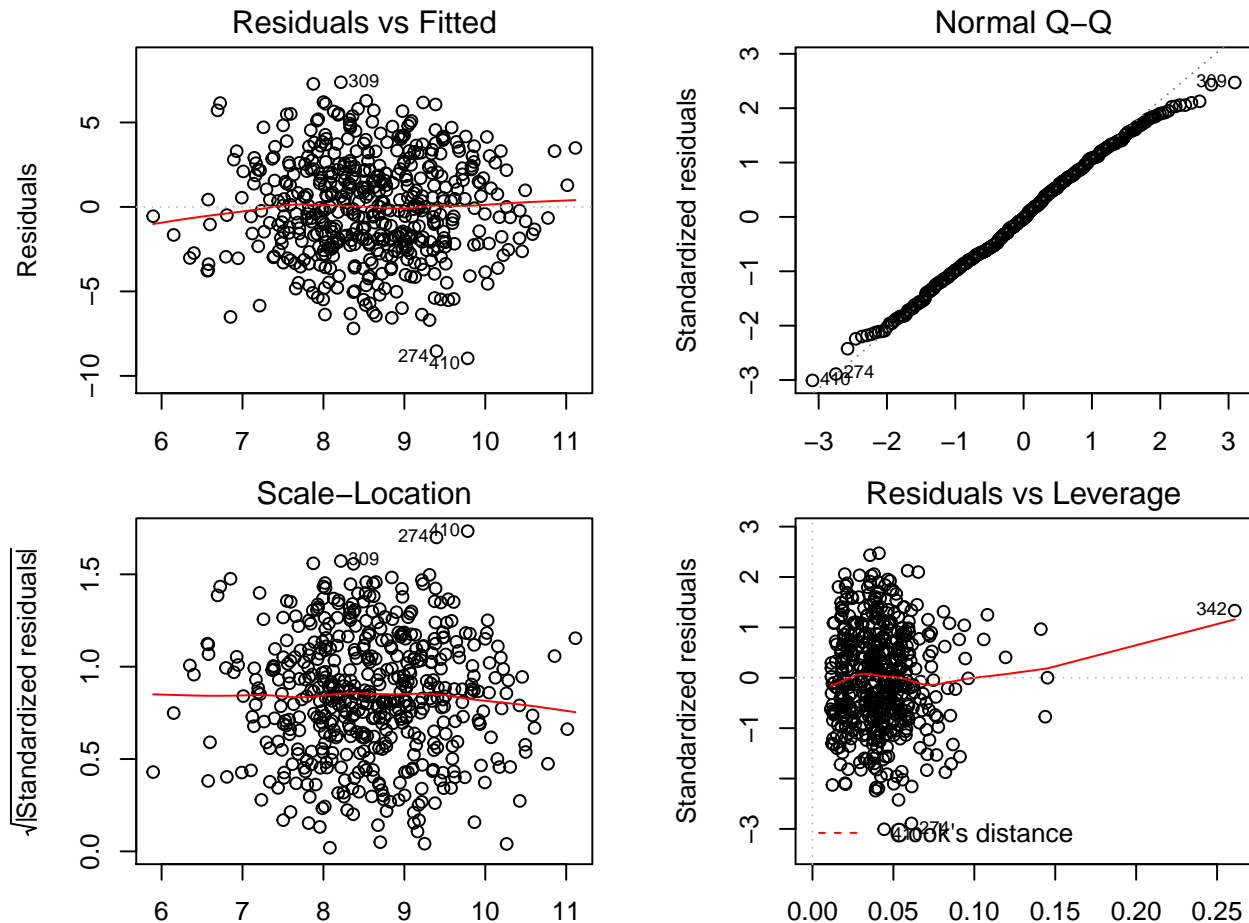 Residuals vs Fitted
Residuals
5
0
−5
−10
309
274
410
6 7 8 9 10 11
Normal Q−Q
Standardized residuals
3
2
1
0
−1
−2
−3
309
274
410
−3 −2 −1 0 1 2 3
Scale−Location
√|Standardized residuals|
1.5
1.0
0.5
0.0
410
274
309
6 7 8 9 10 11
Residuals vs Leverage
Standardized residuals
3
2
1
0
−1
−3
342
274
410
Cook's distance
0.00 0.05 0.10 0.15 0.20 0.25